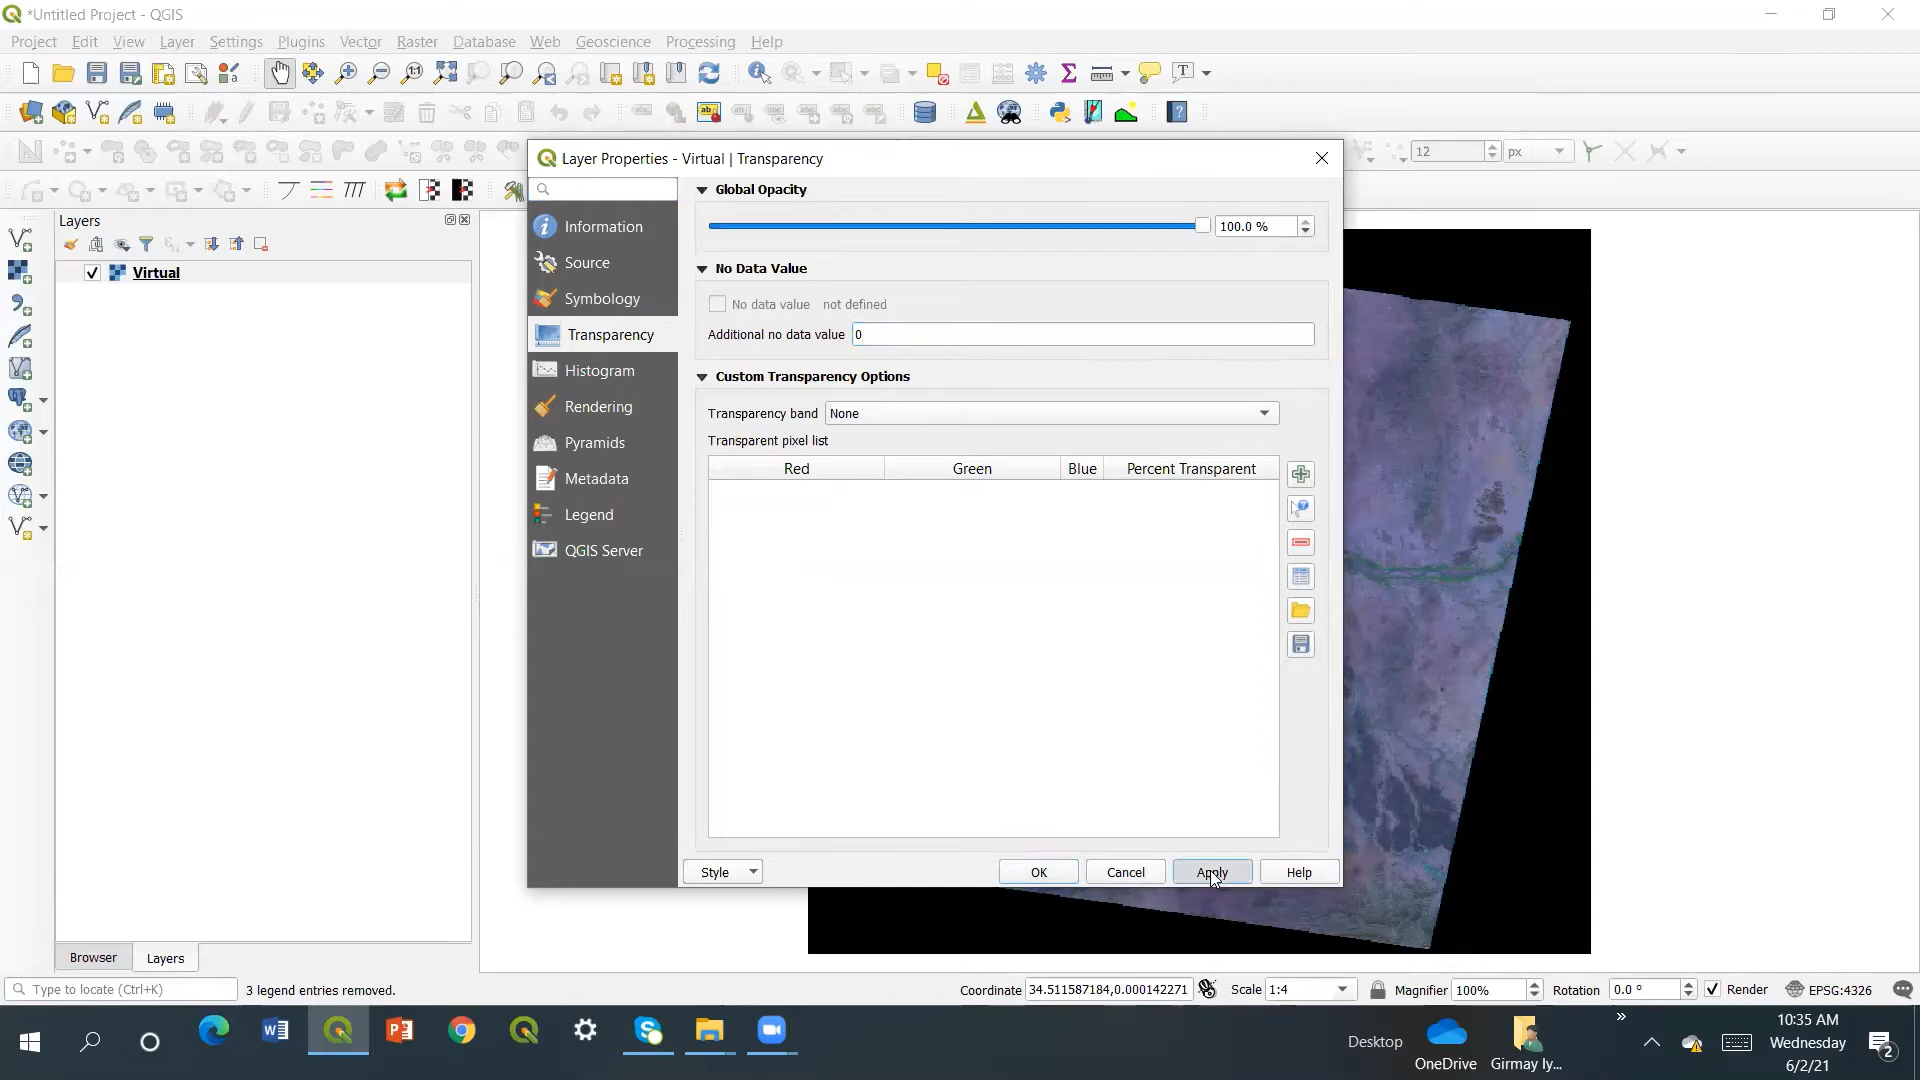 *Untitled Project - QGIS
Project Edit View Layer Settings Plugins Vector Raster Database Web Geoscience Processing Help
12 px
Layer Properties - Virtual | Transparency
Layers
Virtual
Information
Source
Symbology
Transparency
Histogram
Rendering
Pyramids
Metadata
Legend
QGIS Server
Global Opacity
100.0 %
No Data Value
No data value not defined
Additional no data value 0
Custom Transparency Options
Transparency band None
Transparent pixel list
Red Green Blue Percent Transparent
Style OK Cancel Apply Help
Browser Layers
Type to locate (Ctrl+K) 3 legend entries removed. Coordinate 34.511587184,0.000142271 Scale 1:4 Magnifier 100% Rotation 0.0 ° Render EPSG:4326
Desktop
OneDrive
Girmay Iy...
10:35 AM
Wednesday
6/2/21
2